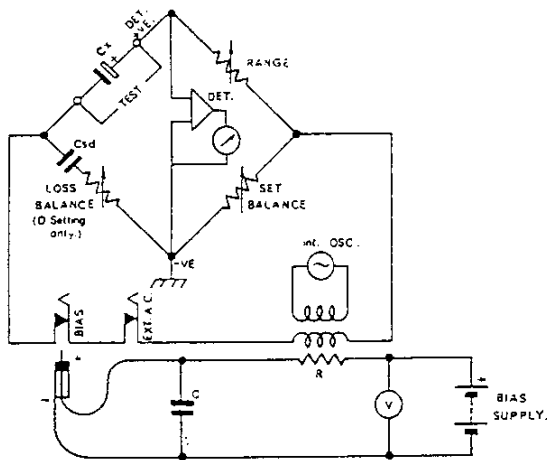 Cx
+
DET.
+VE.
TEST
RANGE
DET.
Csd
LOSS
BALANCE
(D Setting
only.)
SET
BALANCE
-VE
int. OSC.
BIAS
EXT. A.C.
+
-
C
R
V
+
BIAS
SUPPLY.